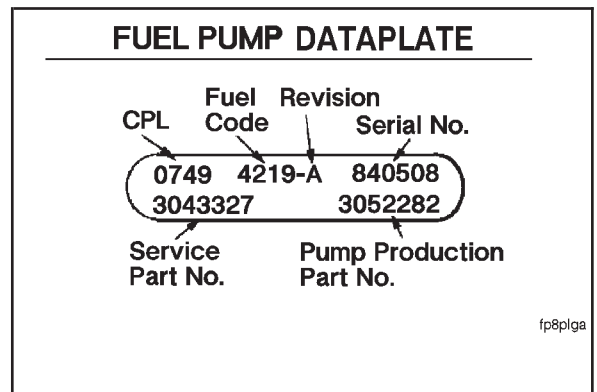 FUEL PUMP DATAPLATE
Fuel Revision
CPL Code Serial No.
0749 4219-A 840508
3043327 3052282
Service Pump Production
Part No. Part No.
fp8plga